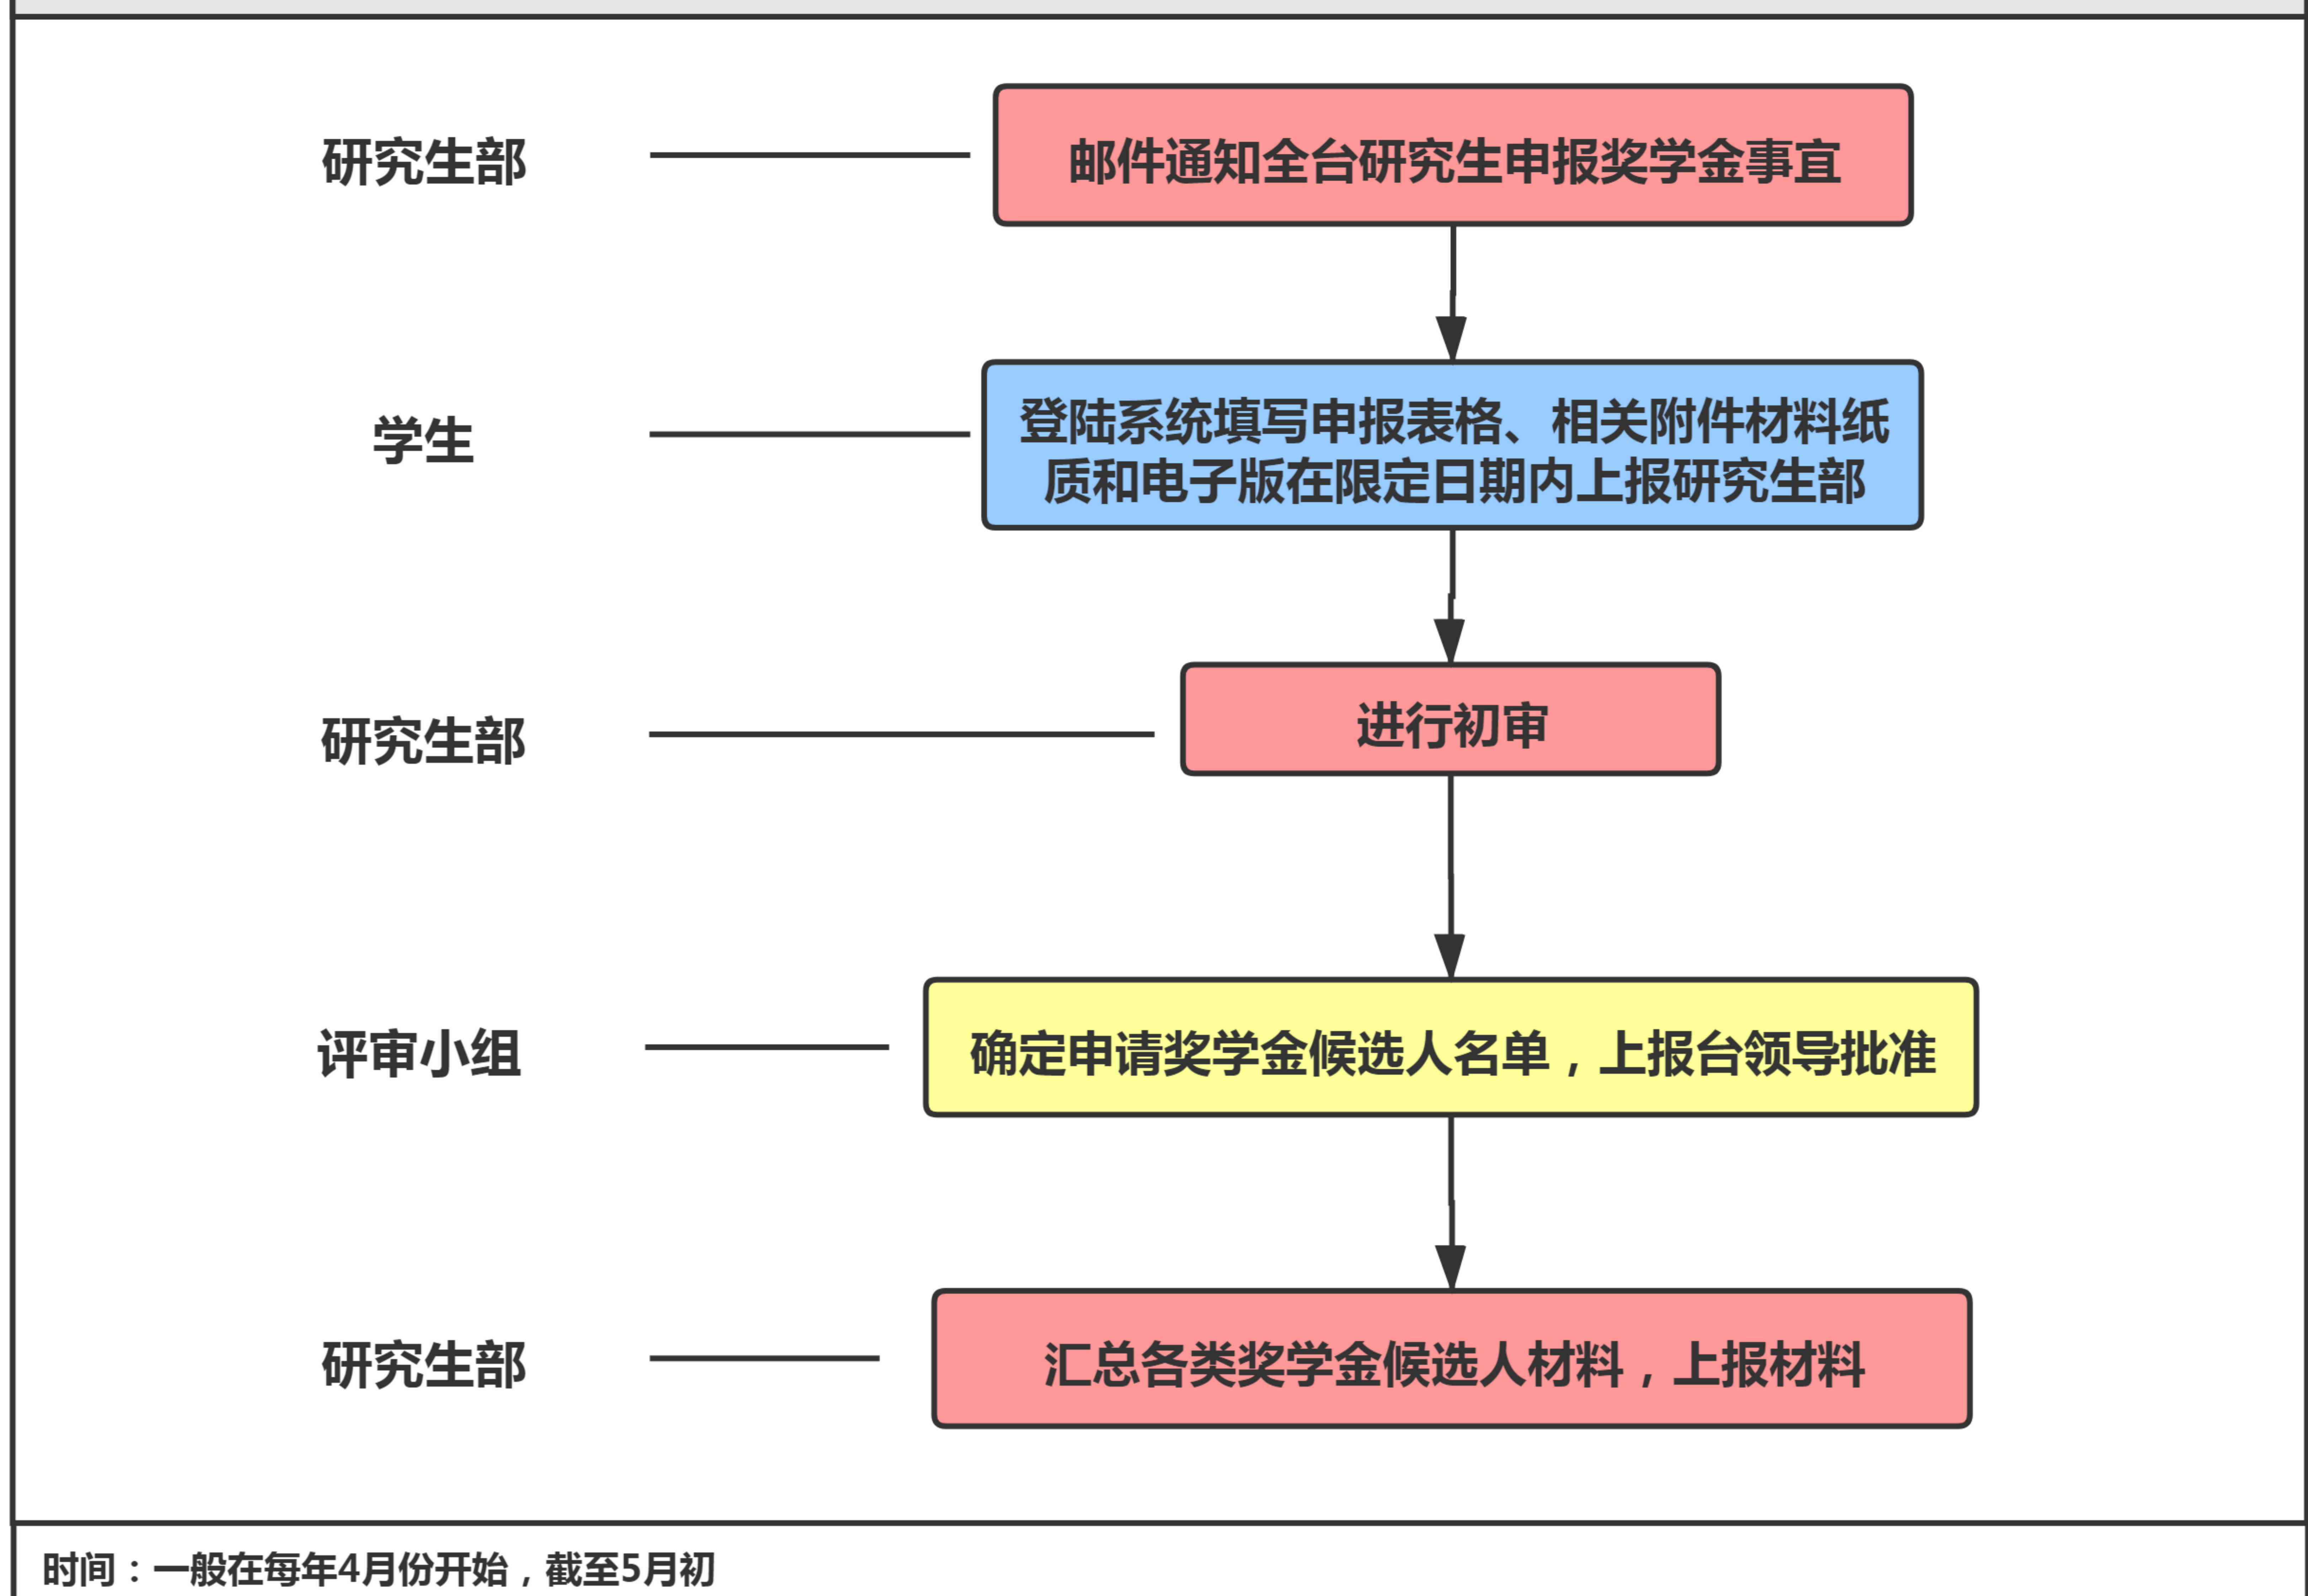 研究生部
邮件通知全台研究生申报奖学金事宜
学生
登陆系统填写申报表格、相关附件材料纸
质和电子版在限定日期内上报研究生部
研究生部
进行初审
评审小组
确定申请奖学金候选人名单，上报台领导批准
研究生部
汇总各类奖学金候选人材料，上报材料
时间：一般在每年4月份开始，截至5月初